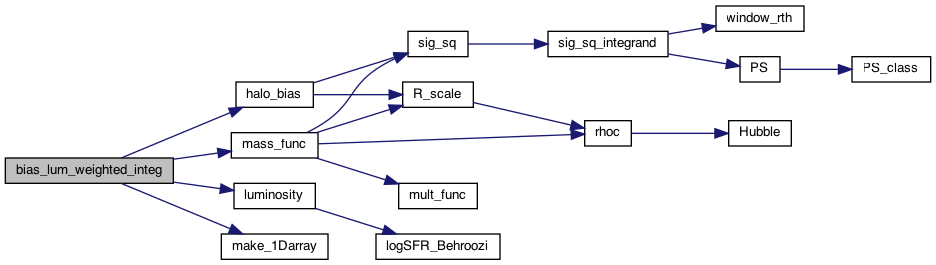 window_rth
sig_sq
sig_sq_integrand
PS
PS_class
halo_bias
R_scale
rhoc
Hubble
mass_func
bias_lum_weighted_integ
luminosity
mult_func
make_1Darray
logSFR_Behroozi